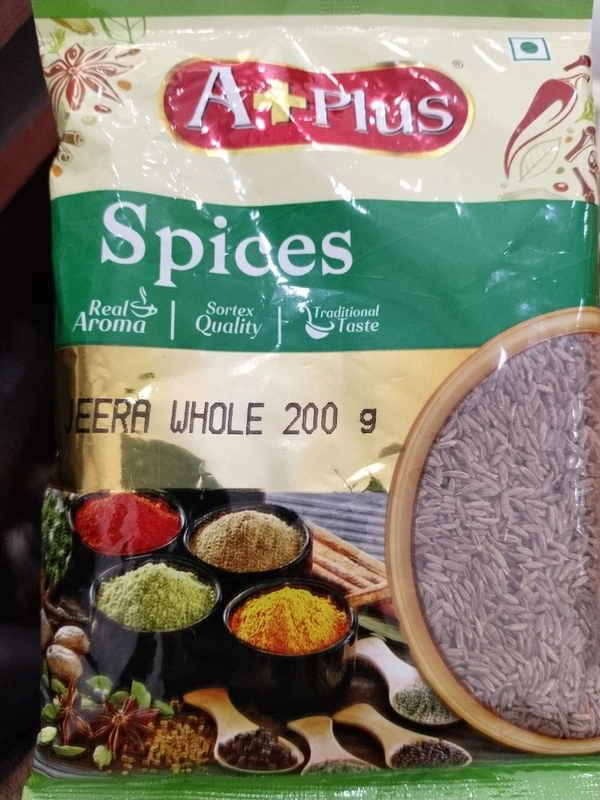 A+Plus®
Spices
Real Aroma | Sortex Quality | Traditional Taste
JEERA WHOLE 200 g